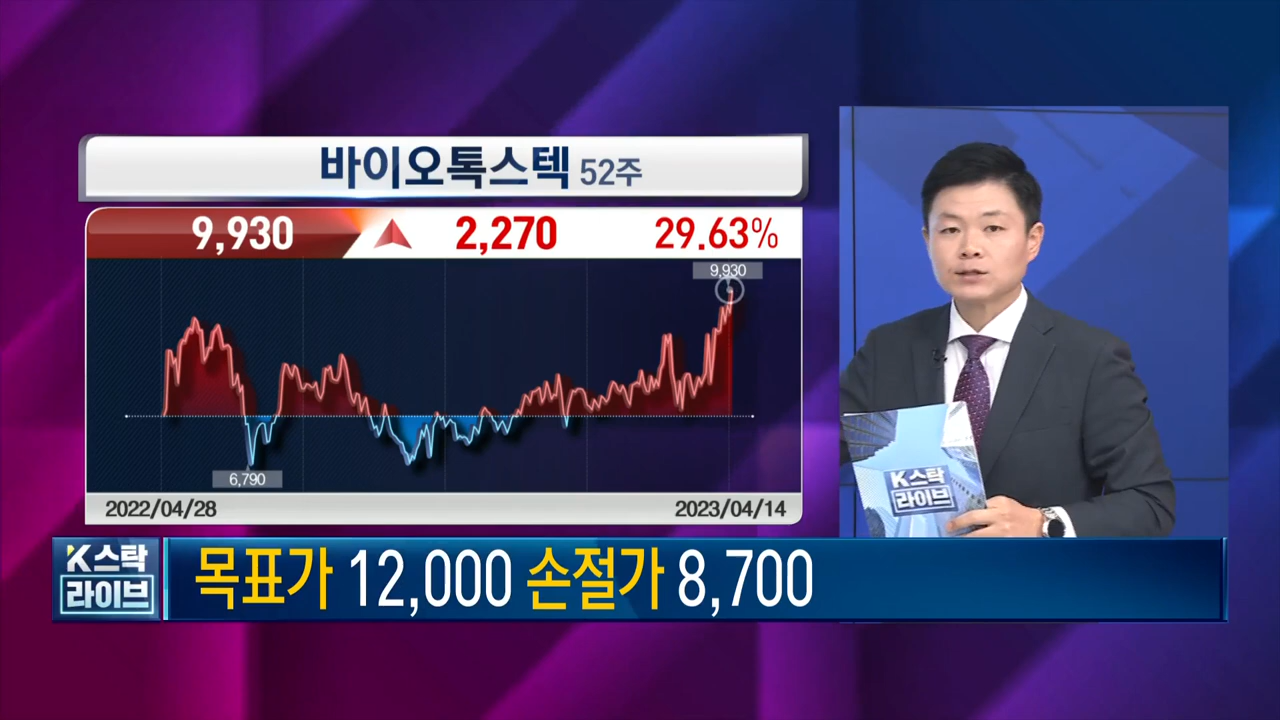 바이오톡스텍 52주
9,930 ▲ 2,270 29.63%
9,930
6,790
2022/04/28 2023/04/14
K스탁
라이브
K스탁
라이브
목표가 12,000 손절가 8,700